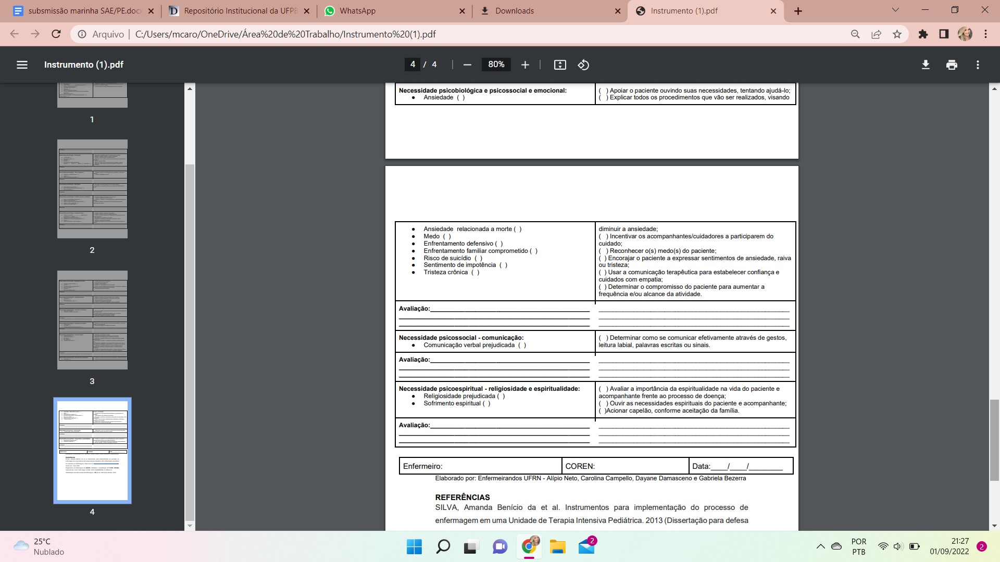 subsmissão marinha SAE/PE.docx
Repositório Institucional da UFPB
WhatsApp
Downloads
Instrumento (1).pdf
Arquivo
C:/Users/mcaro/OneDrive/Área%20de%20Trabalho/Instrumento%20(1).pdf
Instrumento (1).pdf
4 / 4
80%
1
2
3
4
Necessidade psicobiológica e psicossocial e emocional:
● Ansiedade ( )
( ) Apoiar o paciente ouvindo suas necessidades, tentando ajudá-lo;
( ) Explicar todos os procedimentos que vão ser realizados, visando
● Ansiedade relacionada a morte ( )
● Medo ( )
● Enfrentamento defensivo ( )
● Enfrentamento familiar comprometido ( )
● Risco de suicídio ( )
● Sentimento de impotência ( )
● Tristeza crônica ( )
diminuir a ansiedade;
( ) Incentivar os acompanhantes/cuidadores a participarem do
cuidado;
( ) Reconhecer o(s) medo(s) do paciente;
( ) Encorajar o paciente a expressar sentimentos de ansiedade, raiva
ou tristeza;
( ) Usar a comunicação terapêutica para estabelecer confiança e
cuidados com empatia;
( ) Determinar o compromisso do paciente para aumentar a
frequência e/ou alcance da atividade.
Avaliação:
Necessidade psicossocial - comunicação:
● Comunicação verbal prejudicada ( )
( ) Determinar como se comunicar efetivamente através de gestos,
leitura labial, palavras escritas ou sinais.
Avaliação:
Necessidade psicoespiritual - religiosidade e espiritualidade:
● Religiosidade prejudicada ( )
● Sofrimento espiritual ( )
( ) Avaliar a importância da espiritualidade na vida do paciente e
acompanhante frente ao processo de doença;
( ) Ouvir as necessidades espirituais do paciente e acompanhante;
( )Acionar capelão, conforme aceitação da família.
Avaliação:
Enfermeiro:
COREN:
Data:____/____/________
Elaborado por: Enfermeirandos UFRN - Alípio Neto, Carolina Campello, Dayane Damasceno e Gabriela Bezerra
REFERÊNCIAS
SILVA, Amanda Benício da et al. Instrumentos para implementação do processo de
enfermagem em uma Unidade de Terapia Intensiva Pediátrica. 2013 (Dissertação para defesa
25°C
Nublado
2
POR
PTB
21:27
01/09/2022
2